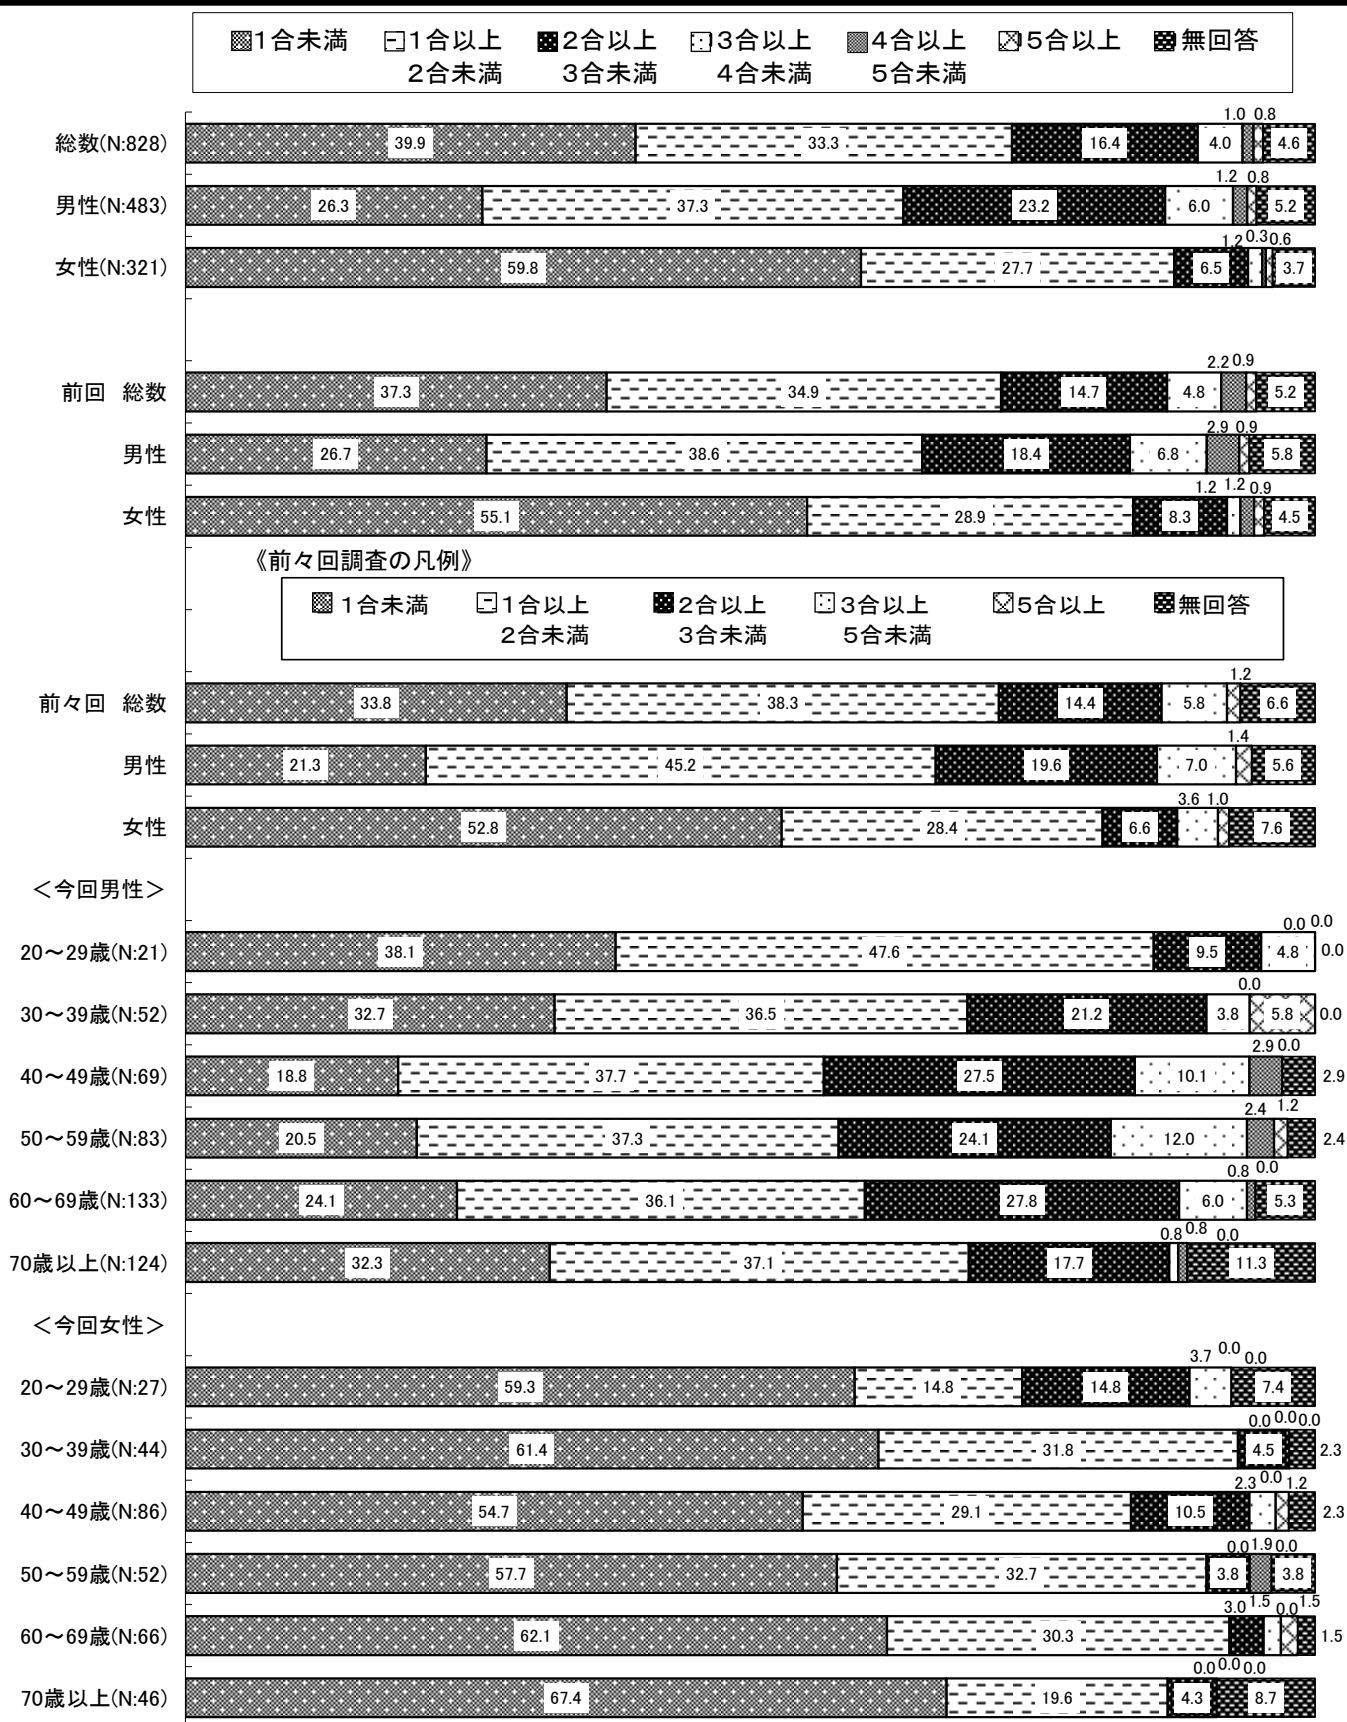 1合未満 1合以上 2合以上 3合以上 4合以上 5合以上 無回答
2合未満 3合未満 4合未満 5合未満
1.0 0.8
総数(N:828) 39.9 33.3 16.4 4.0 4.6
1.2 0.8
男性(N:483) 26.3 37.3 23.2 6.0 5.2
1.2 0.3 0.6
女性(N:321) 59.8 27.7 6.5 3.7
2.2 0.9
前回 総数 37.3 34.9 14.7 4.8 5.2
2.9 0.9
男性 26.7 38.6 18.4 6.8 5.8
1.2 1.2 0.9
女性 55.1 28.9 8.3 4.5
《前々回調査の凡例》
1合未満 1合以上 2合以上 3合以上 5合以上 無回答
2合未満 3合未満 5合未満
1.2
前々回 総数 33.8 38.3 14.4 5.8 6.6
1.4
男性 21.3 45.2 19.6 7.0 5.6
3.6 1.0
女性 52.8 28.4 6.6 7.6
＜今回男性＞
0.0 0.0
20～29歳(N:21) 38.1 47.6 9.5 4.8 0.0
0.0
30～39歳(N:52) 32.7 36.5 21.2 3.8 5.8 0.0
2.9 0.0
40～49歳(N:69) 18.8 37.7 27.5 10.1 2.9
2.4 1.2
50～59歳(N:83) 20.5 37.3 24.1 12.0 2.4
0.8 0.0
60～69歳(N:133) 24.1 36.1 27.8 6.0 5.3
0.8 0.8 0.0
70歳以上(N:124) 32.3 37.1 17.7 11.3
＜今回女性＞
3.7 0.0 0.0
20～29歳(N:27) 59.3 14.8 14.8 7.4
0.0 0.0 0.0
30～39歳(N:44) 61.4 31.8 4.5 2.3
2.3 0.0 1.2
40～49歳(N:86) 54.7 29.1 10.5 2.3
0.0 1.9 0.0
50～59歳(N:52) 57.7 32.7 3.8 3.8
3.0 1.5 0.0 1.5
60～69歳(N:66) 62.1 30.3 1.5
0.0 0.0 0.0
70歳以上(N:46) 67.4 19.6 4.3 8.7